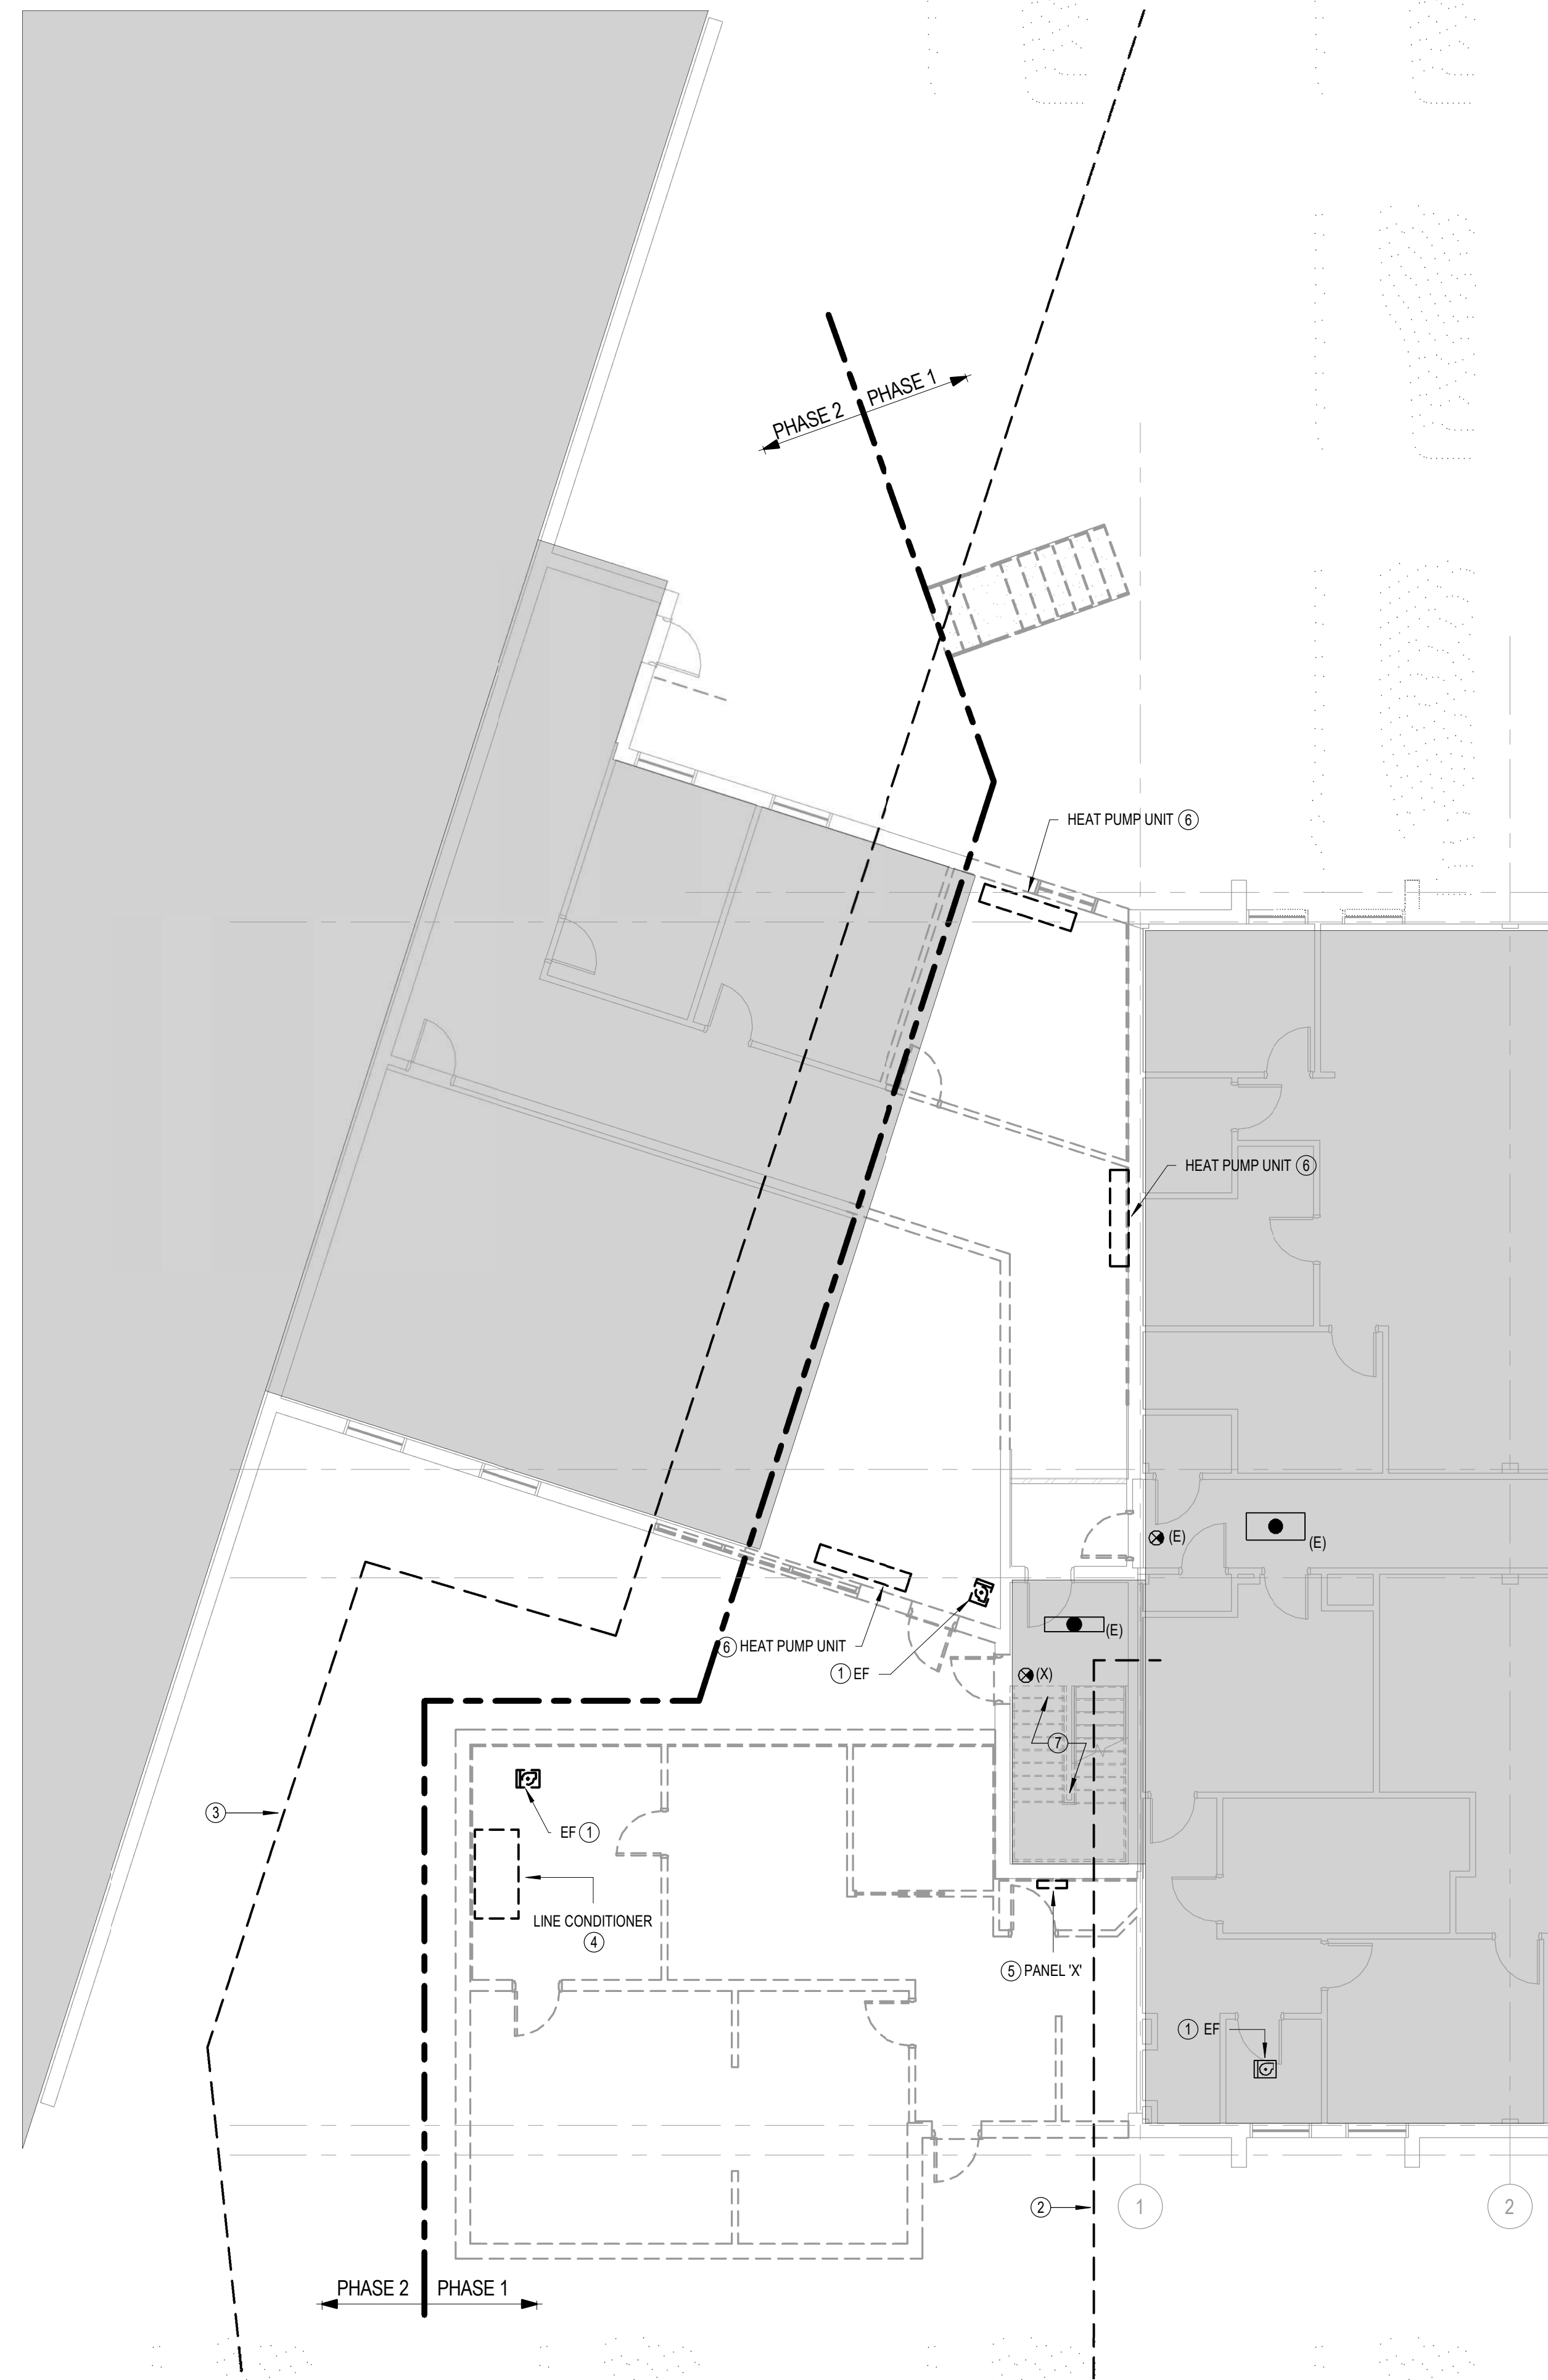 PHASE 2 PHASE 1
HEAT PUMP UNIT 6
HEAT PUMP UNIT 6
(E)
(E)
(E)
6 HEAT PUMP UNIT
1 EF
(X)
7
3
EF 1
LINE CONDITIONER
4
5 PANEL 'X'
1 EF
2
1
2
PHASE 2 PHASE 1